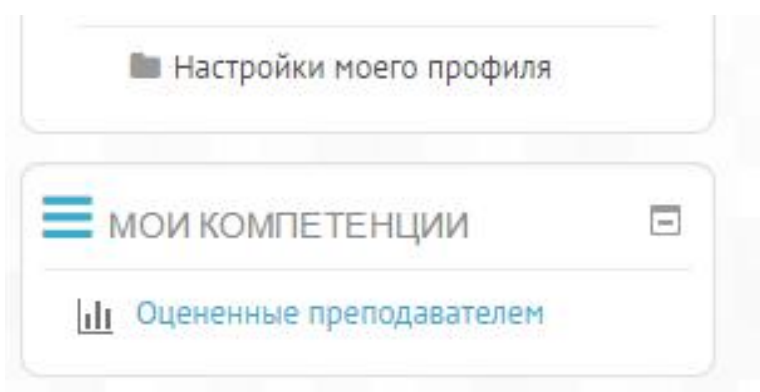 Настройки моего профиля
МОИ КОМПЕТЕНЦИИ
Оцененные преподавателем